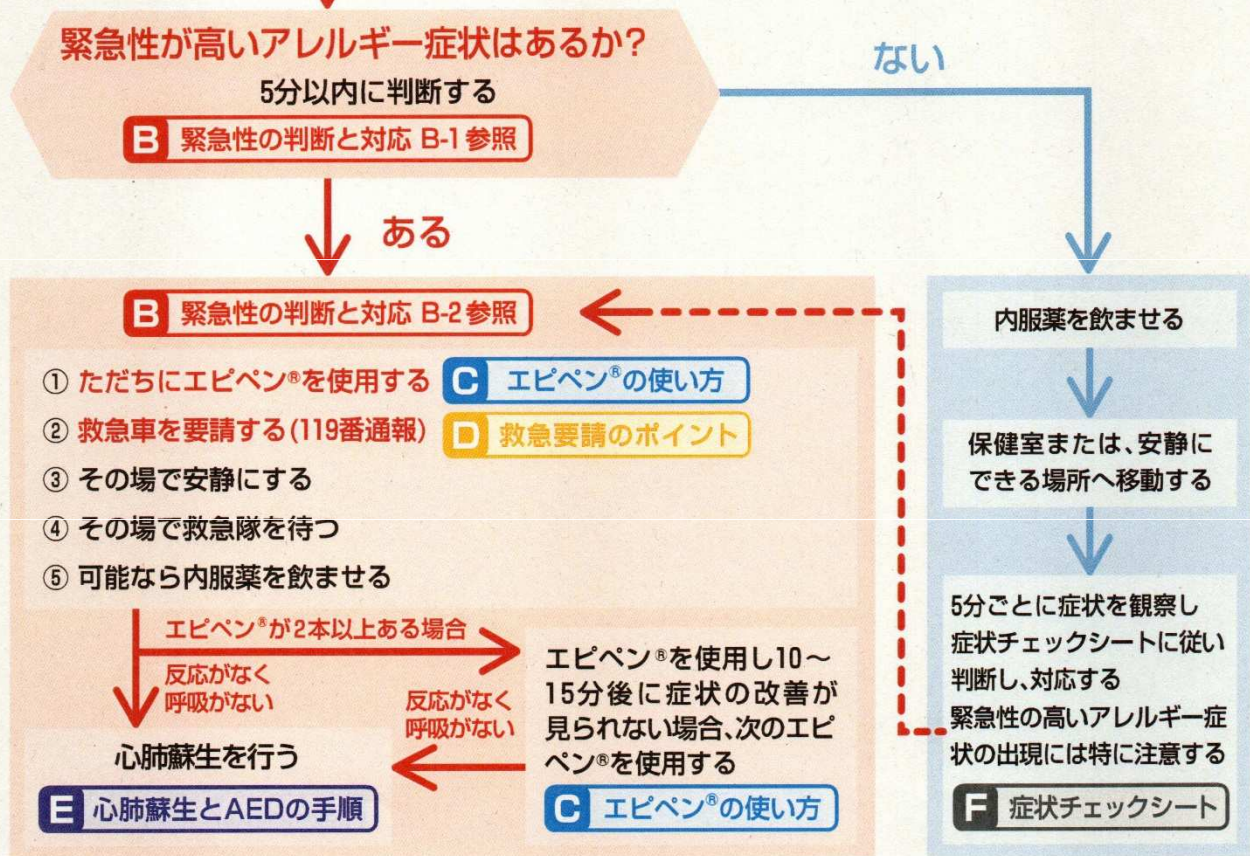 緊急性が高いアレルギー症状はあるか?
5分以内に判断する
B 緊急性の判断と対応 B-1参照
ない
ある
B 緊急性の判断と対応 B-2参照
① ただちにエピペン®を使用する C エピペン®の使い方
② 救急車を要請する(119番通報) D 救急要請のポイント
③ その場で安静にする
④ その場で救急隊を待つ
⑤ 可能なら内服薬を飲ませる
エピペン®が2本以上ある場合
反応がなく
呼吸がない
反応がなく
呼吸がない
エピペン®を使用し10~
15分後に症状の改善が
見られない場合、次のエピ
ペン®を使用する
C エピペン®の使い方
心肺蘇生を行う
E 心肺蘇生とAEDの手順
内服薬を飲ませる
保健室または、安静に
できる場所へ移動する
5分ごとに症状を観察し
症状チェックシートに従い
判断し、対応する
緊急性の高いアレルギー症
状の出現には特に注意する
F 症状チェックシート